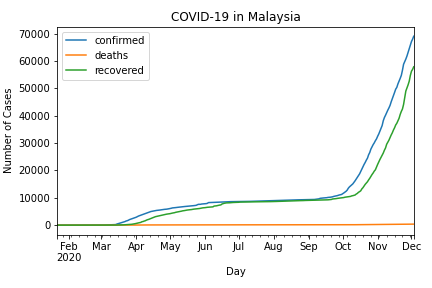 COVID-19 in Malaysia
confirmed
deaths
recovered
Number of Cases
70000
60000
50000
40000
30000
20000
10000
0
Feb Mar Apr May Jun Jul Aug Sep Oct Nov Dec
2020
Day